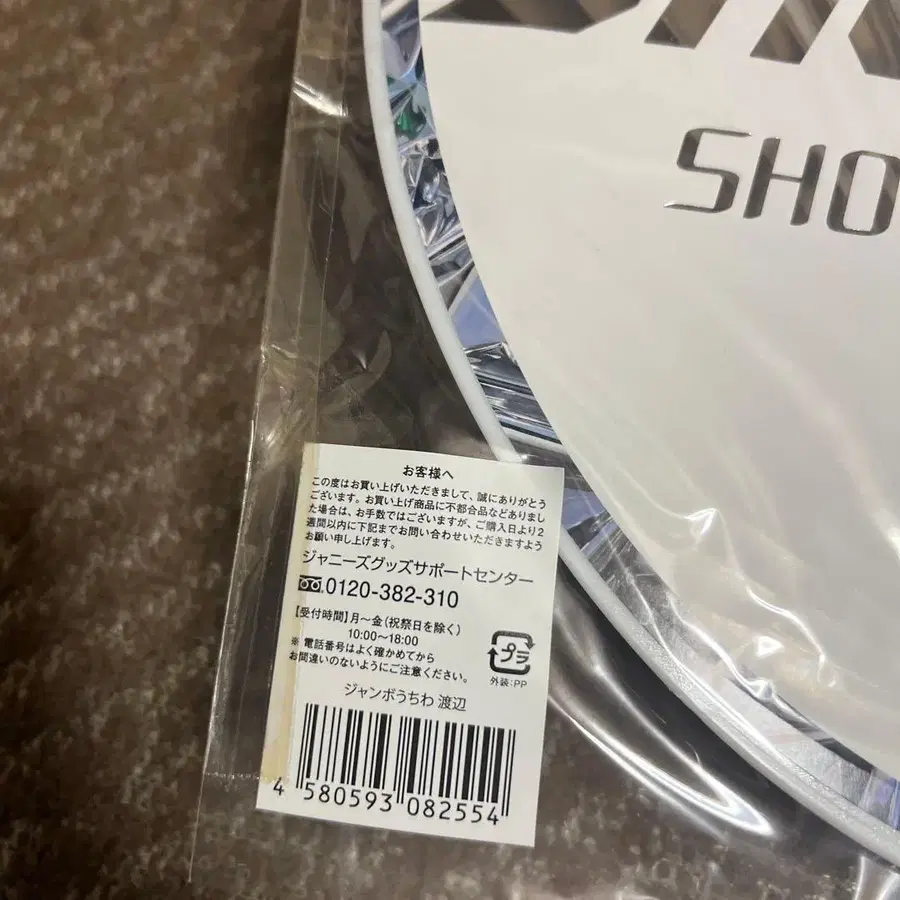 SHO
お客様へ
この度はお買い上げいただきまして、誠にありがとう
ございます。お買い上げ商品に不都合品などありまし
た場合は、お手数ではございますが、ご購入日より2
週間以内に下記までお問い合わせいただきますよう
お願い申し上げます。
ジャニーズグッズサポートセンター
0120-382-310
【受付時間】月〜金(祝祭日を除く)
10:00〜18:00
※ 電話番号はよく確かめてから
お間違いのないようにご注意ください。
プラ
外装:PP
ジャンボうちわ 渡辺
4 580593 082554